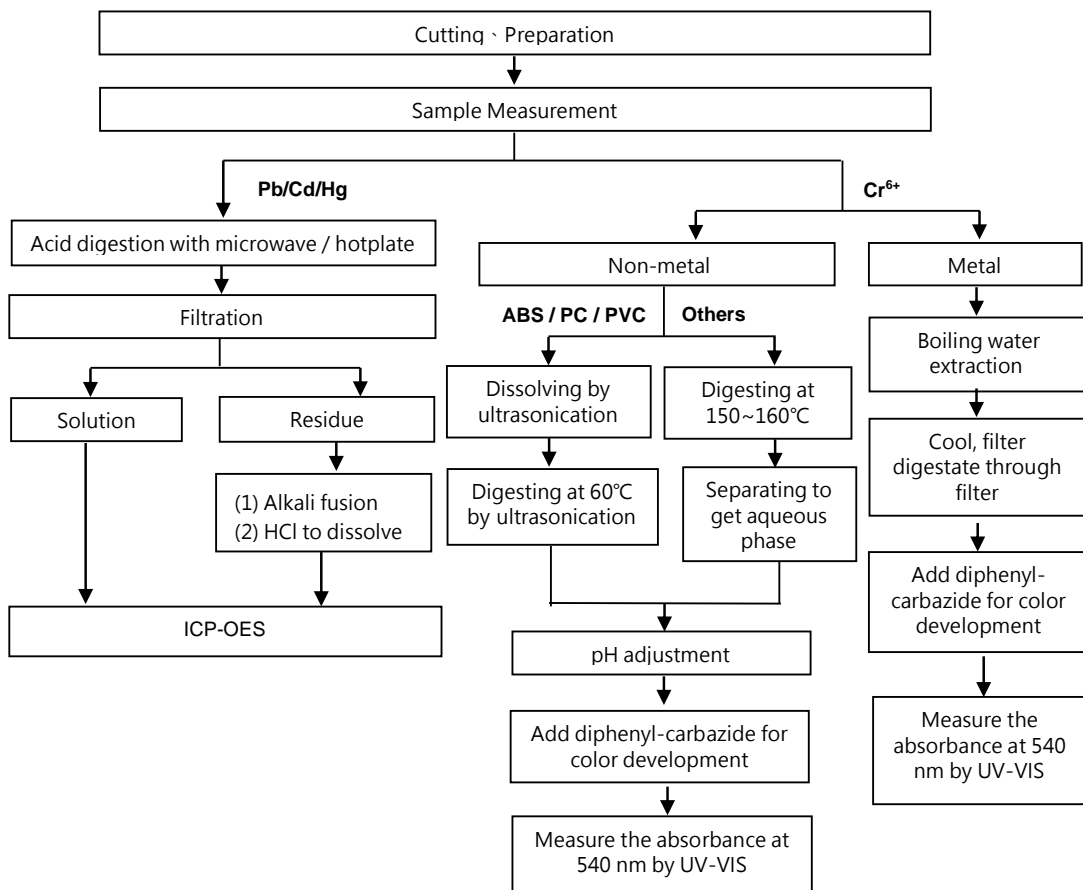 Cutting、Preparation
Sample Measurement
Pb/Cd/Hg
Cr6+
Acid digestion with microwave / hotplate
Filtration
Solution
Residue
(1) Alkali fusion
(2) HCl to dissolve
ICP-OES
Non-metal
ABS / PC / PVC
Others
Dissolving by
ultrasonication
Digesting at
150~160℃
Digesting at 60℃
by ultrasonication
Separating to
get aqueous
phase
pH adjustment
Add diphenyl-carbazide for
color development
Measure the absorbance at
540 nm by UV-VIS
Metal
Boiling water
extraction
Cool, filter
digestate through
filter
Add diphenyl-
carbazide for color
development
Measure the
absorbance at 540
nm by UV-VIS